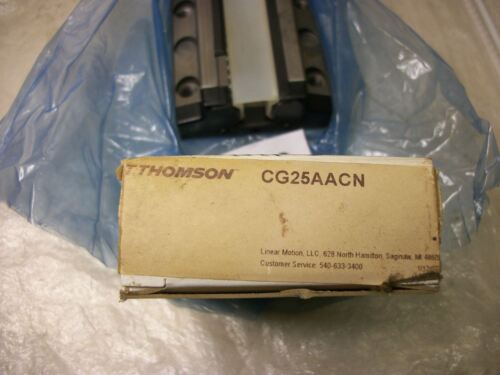 THOMSON CG25AACN
Linear Motion, LLC, 628 North Hamilton, Saginaw, MI
Customer Service: 540-633-3400